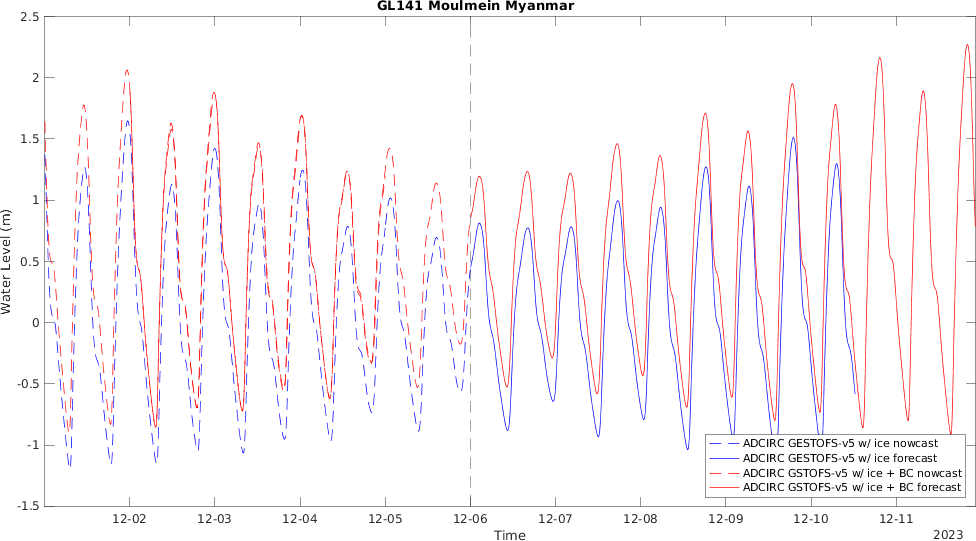 GL141 Moulmein Myanmar
2.5
2
1.5
1
0.5
0
-0.5
-1
-1.5
Water Level (m)
12-02
12-03
12-04
12-05
12-06
12-07
12-08
12-09
12-10
12-11
Time
2023
ADCIRC GESTOFS-v5 w/ ice nowcast
ADCIRC GESTOFS-v5 w/ ice forecast
ADCIRC GSTOFS-v5 w/ ice + BC nowcast
ADCIRC GSTOFS-v5 w/ ice + BC forecast